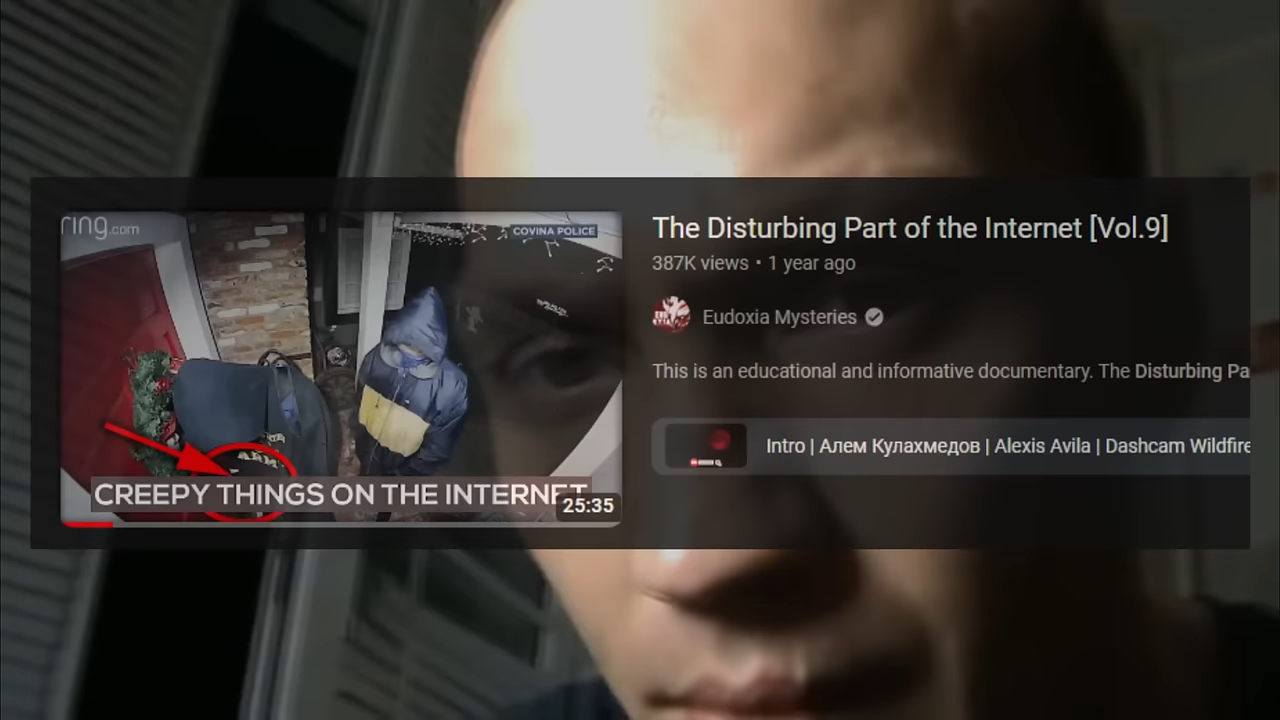 ring.com
COVINA POLICE
ARMY
CREEPY THINGS ON THE INTERNET
25:35
The Disturbing Part of the Internet [Vol.9]
387K views • 1 year ago
Eudoxia Mysteries
This is an educational and informative documentary. The Disturbing Pa
Intro | Алем Кулахмедов | Alexis Avila | Dashcam Wildfire